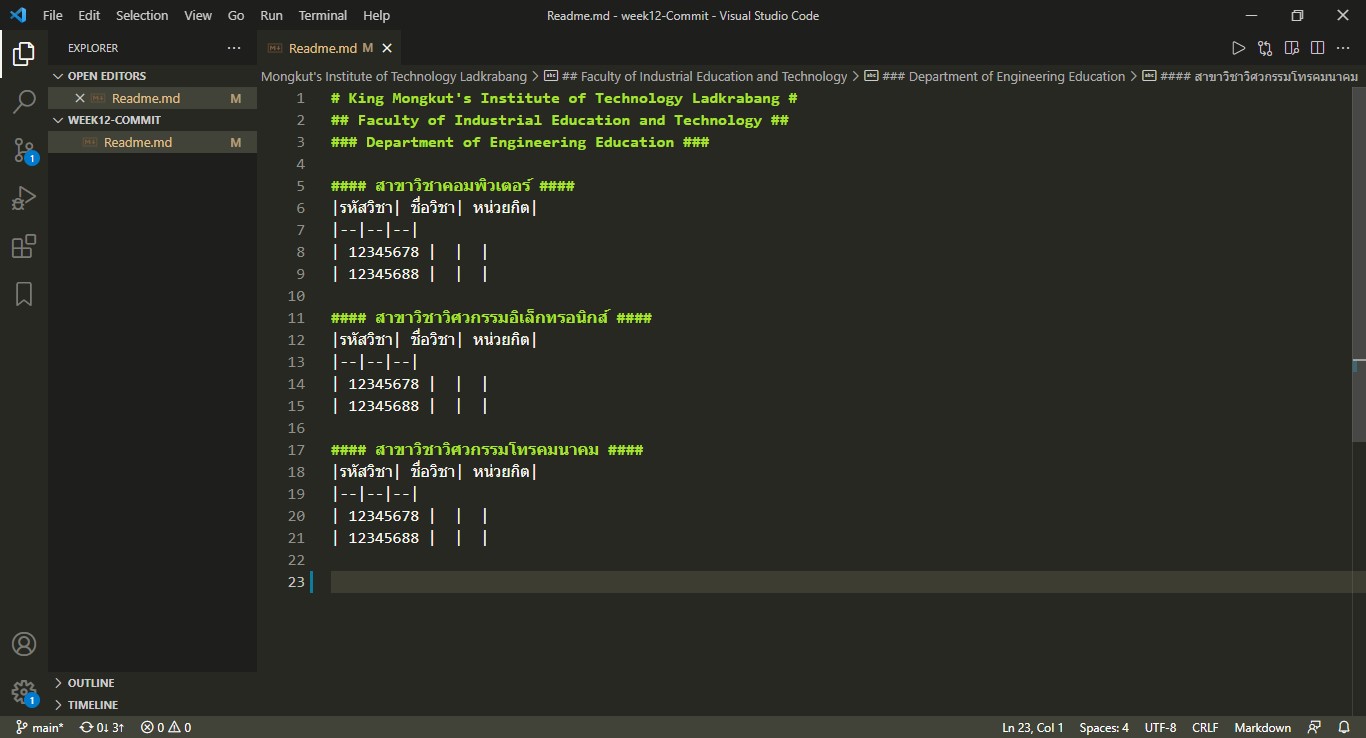 File Edit Selection View Go Run Terminal Help
Readme.md - week12-Commit - Visual Studio Code
EXPLORER
Readme.md M
OPEN EDITORS
Readme.md M
WEEK12-COMMIT
Readme.md M
Mongkut's Institute of Technology Ladkrabang > ## Faculty of Industrial Education and Technology > ### Department of Engineering Education > #### สาขาวิชาวิศวกรรมโทรคมนาคม
1 # King Mongkut's Institute of Technology Ladkrabang #
2 ## Faculty of Industrial Education and Technology ##
3 ### Department of Engineering Education ###
4
5 #### สาขาวิชาคอมพิวเตอร์ ####
6 |รหัสวิชา| ชื่อวิชา| หน่วยกิต|
7 |--|--|--|
8 | 12345678 |  |  |
9 | 12345688 |  |  |
10
11 #### สาขาวิชาวิศวกรรมอิเล็กทรอนิกส์ ####
12 |รหัสวิชา| ชื่อวิชา| หน่วยกิต|
13 |--|--|--|
14 | 12345678 |  |  |
15 | 12345688 |  |  |
16
17 #### สาขาวิชาวิศวกรรมโทรคมนาคม ####
18 |รหัสวิชา| ชื่อวิชา| หน่วยกิต|
19 |--|--|--|
20 | 12345678 |  |  |
21 | 12345688 |  |  |
22
23
1
1
OUTLINE
TIMELINE
main* 0↓ 3↑ 0 0
Ln 23, Col 1 Spaces: 4 UTF-8 CRLF Markdown